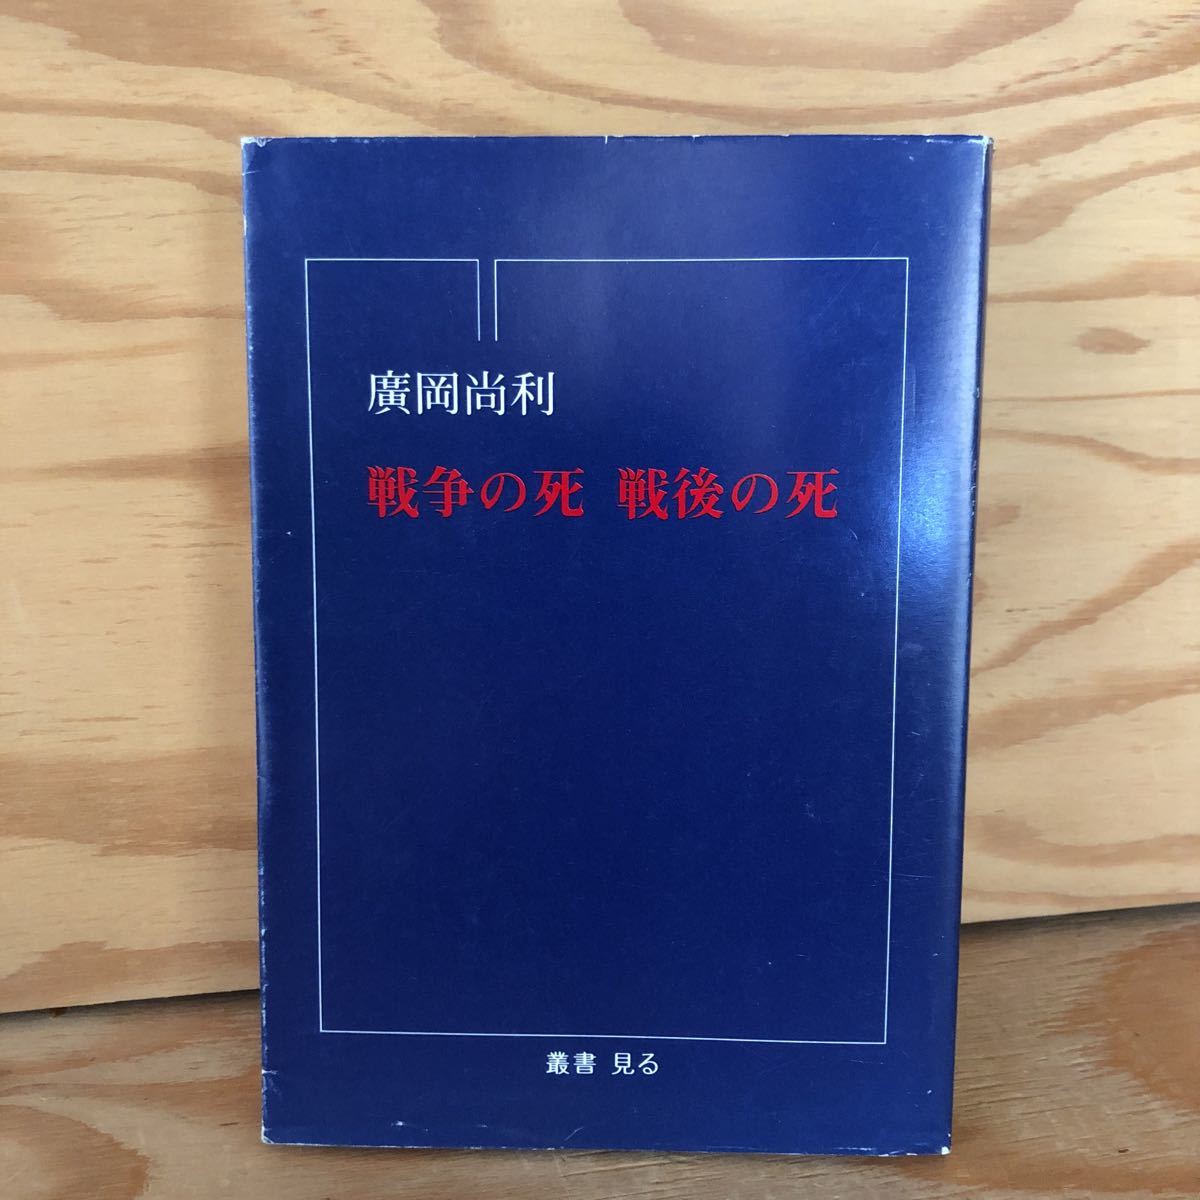 廣岡尚利
戦争の死 戦後の死
叢書 見る